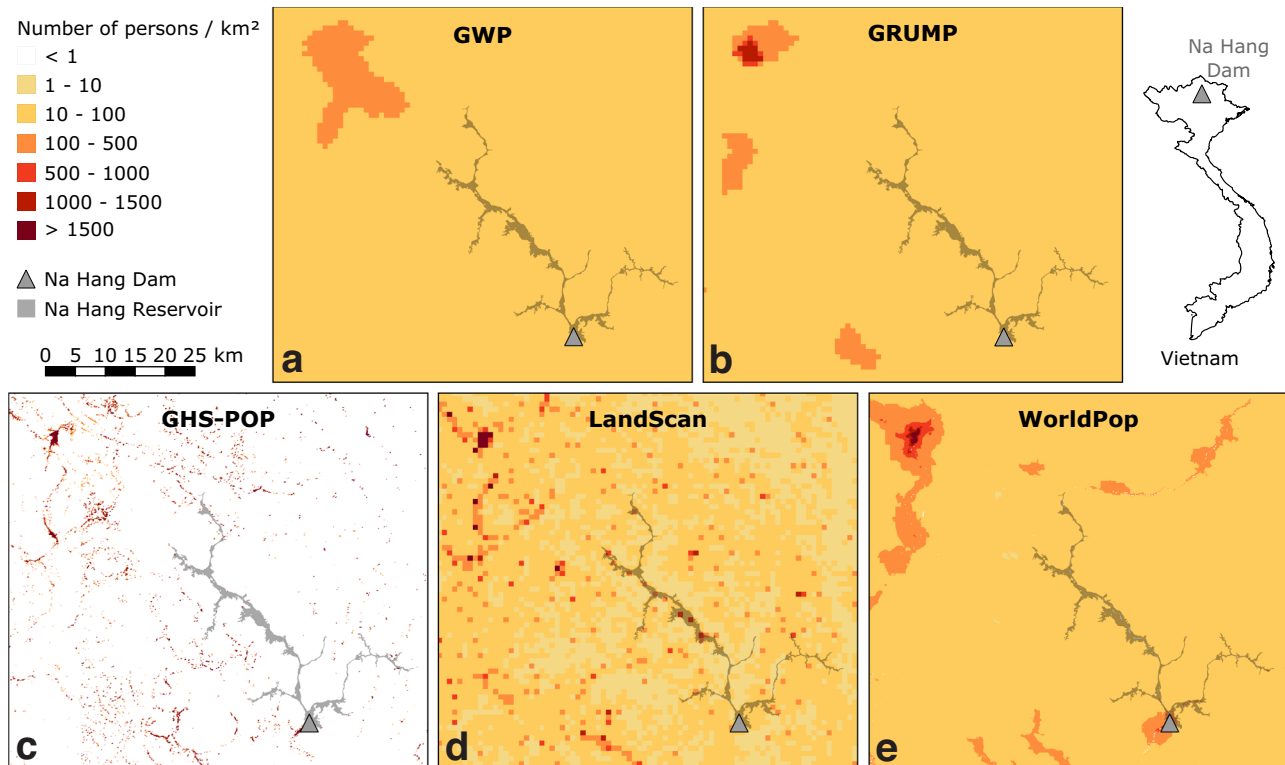 Number of persons / km²
< 1
1 - 10
10 - 100
100 - 500
500 - 1000
1000 - 1500
> 1500
Na Hang Dam
Na Hang Reservoir
0 5 10 15 20 25 km
GWP
a
GRUMP
b
Na Hang
Dam
Vietnam
GHS-POP
c
LandScan
d
WorldPop
e